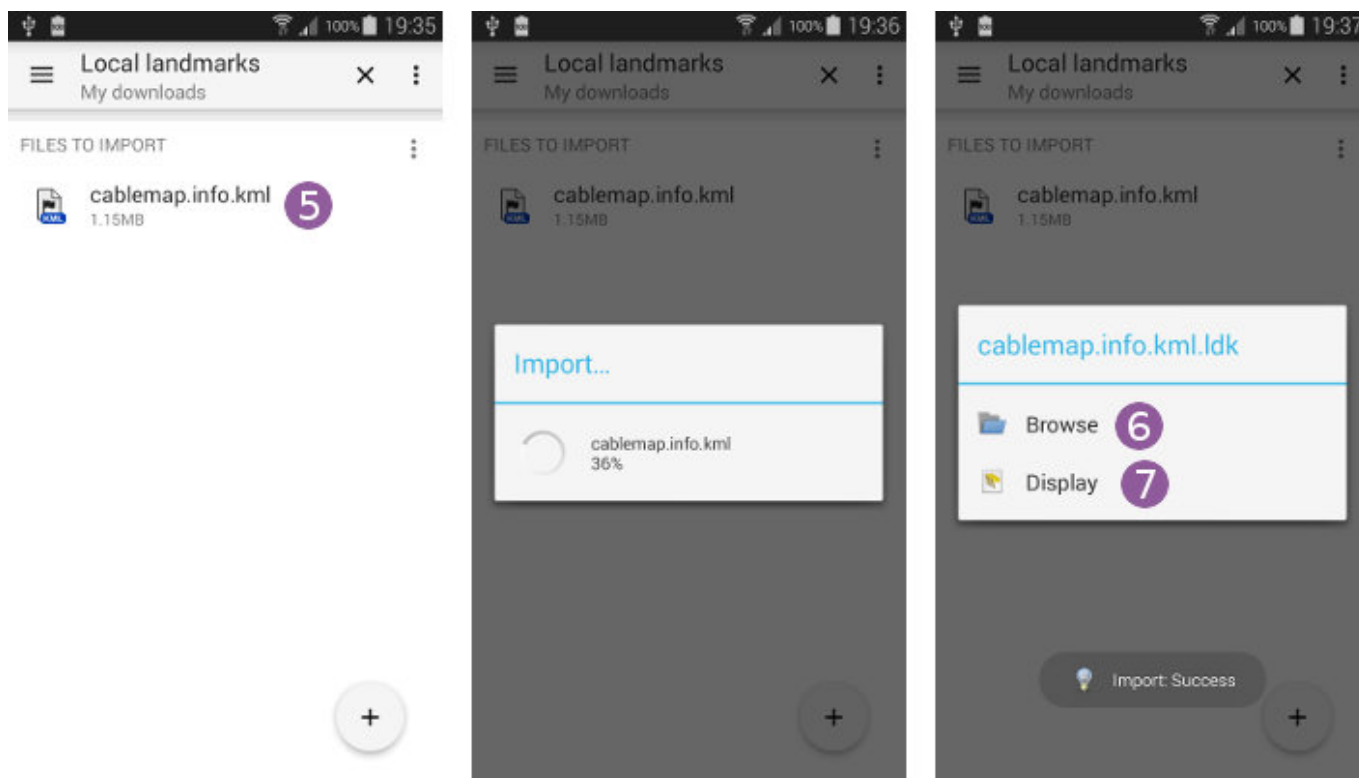 100% 19:35
Local landmarks
My downloads
FILES TO IMPORT
cablemap.info.kml 5
KML 1.15MB
100% 19:36
Local landmarks
My downloads
FILES TO IMPORT
cablemap.info.kml
KML 1.15MB
Import...
cablemap.info.kml
36%
100% 19:37
Local landmarks
My downloads
FILES TO IMPORT
cablemap.info.kml
KML 1.15MB
cablemap.info.kml.ldk
Browse 6
Display 7
Import: Success